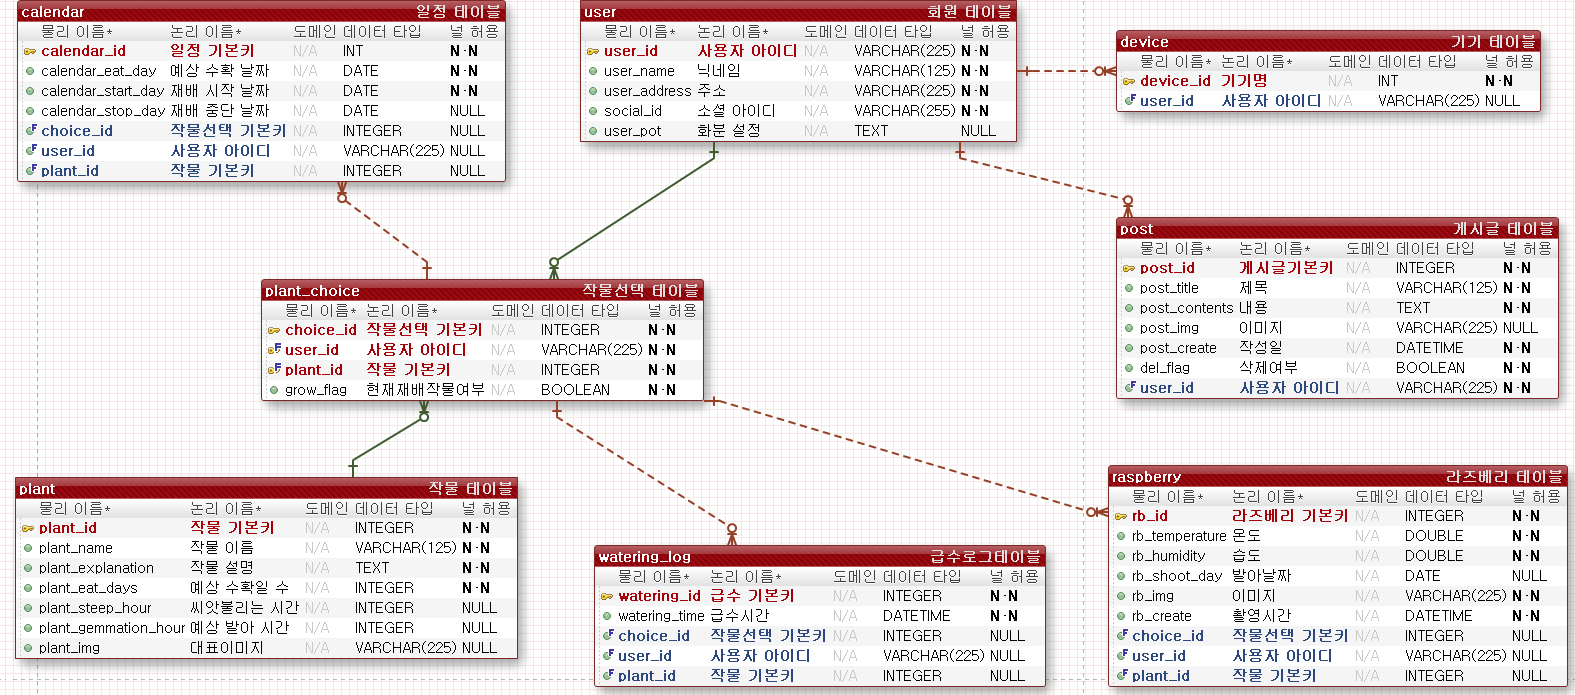 calendar 일정 테이블
물리 이름* 논리 이름* 도메인 데이터 타입 널 허용
calendar_id 일정 기본키 N/A INT N·N
calendar_eat_day 예상 수확 날짜 N/A DATE N·N
calendar_start_day 재배 시작 날짜 N/A DATE N·N
calendar_stop_day 재배 중단 날짜 N/A DATE NULL
choice_id 작물선택 기본키 N/A INTEGER NULL
user_id 사용자 아이디 N/A VARCHAR(225) NULL
plant_id 작물 기본키 N/A INTEGER NULL
user 회원 테이블
물리 이름* 논리 이름* 도메인 데이터 타입 널 허용
user_id 사용자 아이디 N/A VARCHAR(225) N·N
user_name 닉네임 N/A VARCHAR(125) N·N
user_address 주소 N/A VARCHAR(225) N·N
social_id 소셜 아이디 N/A VARCHAR(255) N·N
user_pot 화분 설정 N/A TEXT NULL
device 기기 테이블
물리 이름* 논리 이름* 도메인 데이터 타입 널 허용
device_id 기기명 N/A INT N·N
user_id 사용자 아이디 N/A VARCHAR(225) NULL
post 게시글 테이블
물리 이름* 논리 이름* 도메인 데이터 타입 널 허용
post_id 게시글기본키 N/A INTEGER N·N
post_title 제목 N/A VARCHAR(125) N·N
post_contents 내용 N/A TEXT N·N
post_img 이미지 N/A VARCHAR(225) NULL
post_create 작성일 N/A DATETIME N·N
del_flag 삭제여부 N/A BOOLEAN N·N
user_id 사용자 아이디 N/A VARCHAR(225) N·N
plant_choice 작물선택 테이블
물리 이름* 논리 이름* 도메인 데이터 타입 널 허용
choice_id 작물선택 기본키 N/A INTEGER N·N
user_id 사용자 아이디 N/A VARCHAR(225) N·N
plant_id 작물 기본키 N/A INTEGER N·N
grow_flag 현재재배작물여부 N/A BOOLEAN N·N
plant 작물 테이블
물리 이름* 논리 이름* 도메인 데이터 타입 널 허용
plant_id 작물 기본키 N/A INTEGER N·N
plant_name 작물 이름 N/A VARCHAR(125) N·N
plant_explanation 작물 설명 N/A TEXT N·N
plant_eat_days 예상 수확일 수 N/A INTEGER N·N
plant_steep_hour 씨앗불리는 시간 N/A INTEGER NULL
plant_gemmation_hour 예상 발아 시간 N/A INTEGER NULL
plant_img 대표이미지 N/A VARCHAR(225) NULL
watering_log 급수로그테이블
물리 이름* 논리 이름* 도메인 데이터 타입 널 허용
watering_id 급수 기본키 N/A INTEGER N·N
watering_time 급수시간 N/A DATETIME N·N
choice_id 작물선택 기본키 N/A INTEGER NULL
user_id 사용자 아이디 N/A VARCHAR(225) NULL
plant_id 작물 기본키 N/A INTEGER NULL
raspberry 라즈베리 테이블
물리 이름* 논리 이름* 도메인 데이터 타입 널 허용
rb_id 라즈베리 기본키 N/A INTEGER N·N
rb_temperature 온도 N/A DOUBLE N·N
rb_humidity 습도 N/A DOUBLE N·N
rb_shoot_day 발아날짜 N/A DATE NULL
rb_img 이미지 N/A VARCHAR(225) N·N
rb_create 촬영시간 N/A DATETIME N·N
choice_id 작물선택 기본키 N/A INTEGER NULL
user_id 사용자 아이디 N/A VARCHAR(225) NULL
plant_id 작물 기본키 N/A INTEGER NULL